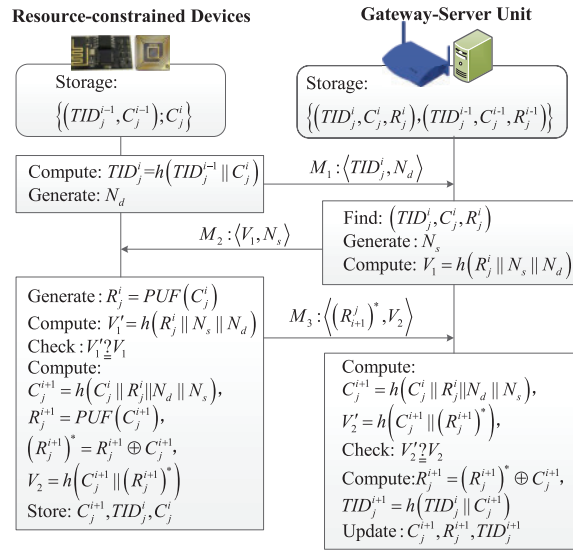 Resource-constrained Devices
Gateway-Server Unit
Storage:
{(TID_j^{i-1}, C_j^{i-1}); C_j^i}
Storage:
{(TID_j^i, C_j^i, R_j^i), (TID_j^{i-1}, C_j^{i-1}, R_j^{i-1})}
Compute: TID_j^i=h(TID_j^{i-1} || C_j^i)
Generate: N_d
M_1:⟨TID_j^i, N_d⟩
Find: (TID_j^i, C_j^i, R_j^i)
Generate: N_s
Compute: V_1 = h(R_j^i || N_s || N_d)
M_2:⟨V_1, N_s⟩
Generate: R_j^i = PUF(C_j^i)
Compute: V_1′ = h(R_j^i || N_s || N_d)
Check: V_1′ ?= V_1
Compute:
C_j^{i+1} = h(C_j^i || R_j^i||N_d || N_s),
R_j^{i+1} = PUF(C_j^{i+1}),
(R_j^{i+1})^* = R_j^{i+1} ⊕ C_j^{i+1},
V_2 = h(C_j^{i+1} || (R_j^{i+1})^*)
Store: C_j^{i+1}, TID_j^i, C_j^i
M_3:⟨(R_{i+1}^j)^*, V_2⟩
Compute:
C_j^{i+1} = h(C_j^i || R_j^i||N_d || N_s),
V_2′ = h(C_j^{i+1} || (R_j^{i+1})^*),
Check: V_2′ ?= V_2
Compute:R_j^{i+1} = (R_j^{i+1})^* ⊕ C_j^{i+1},
TID_j^{i+1} = h(TID_j^i || C_j^{i+1})
Update: C_j^{i+1}, R_j^{i+1}, TID_j^{i+1}